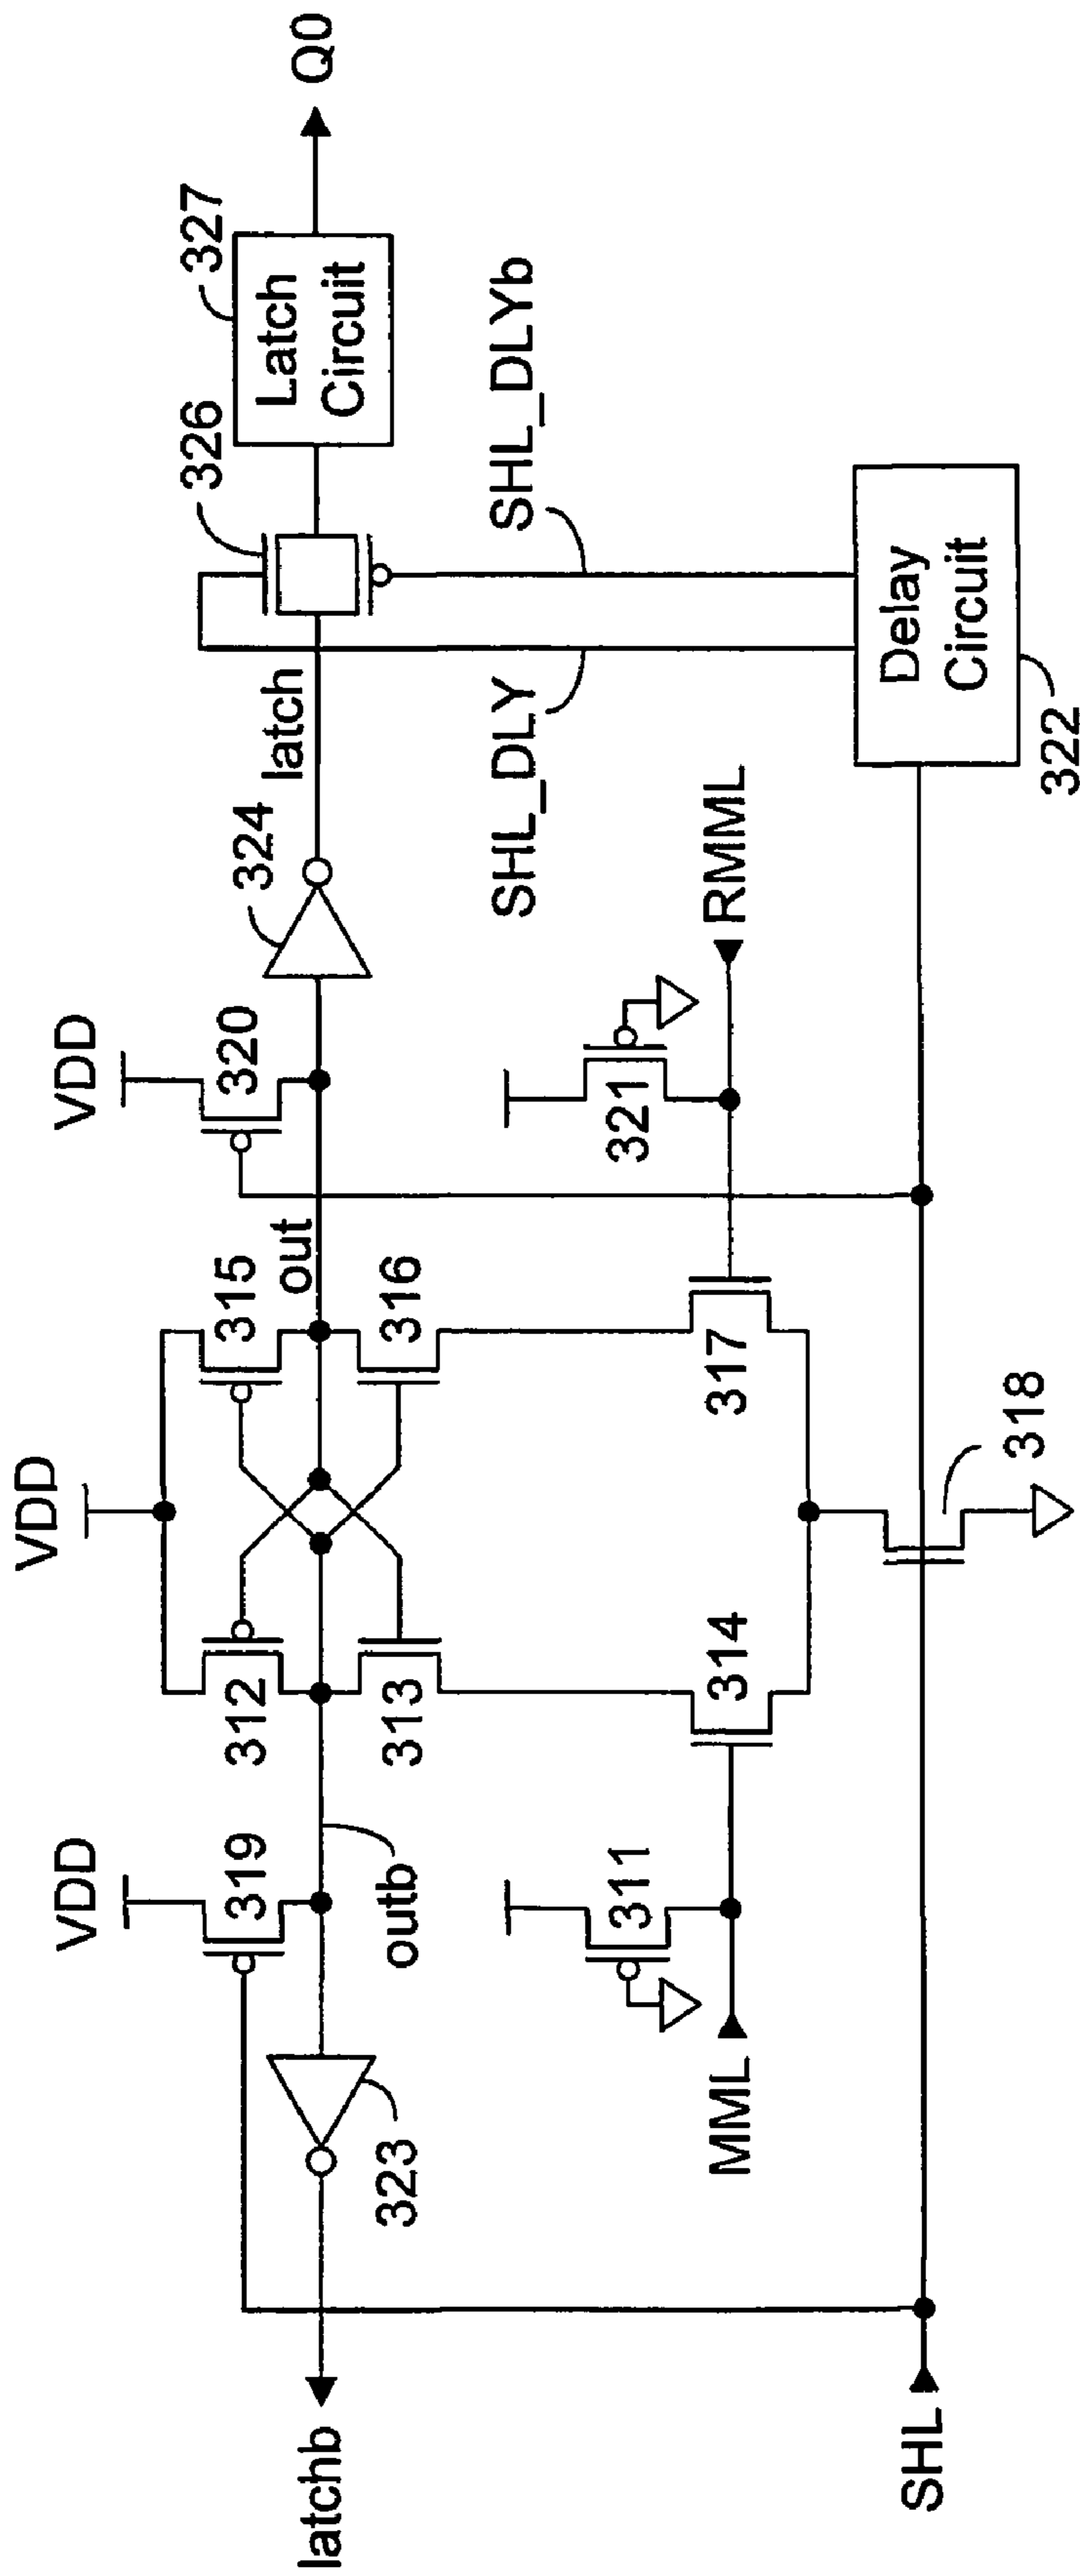 VDD
VDD
VDD
319
312
315
320
324
326
327
latchb
323
outb
313
316
out
latch
Latch
Circuit
Q0
MML
311
314
317
321
RMML
SHL_DLY
SHL_DLYb
SHL
318
322
Delay
Circuit